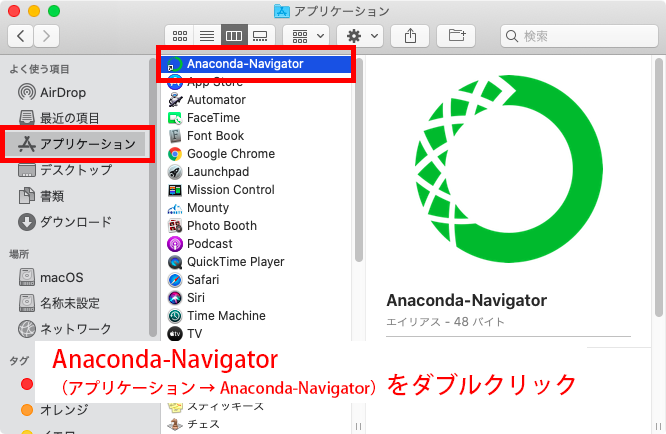 アプリケーション
検索
よく使う項目
AirDrop
最近の項目
アプリケーション
デスクトップ
書類
ダウンロード
場所
macOS
名称未設定
ネットワーク
タグ
オレンジ
Anaconda-Navigator
App Store
Automator
FaceTime
Font Book
Google Chrome
Launchpad
Mission Control
Mounty
Photo Booth
Podcast
QuickTime Player
Safari
Siri
Time Machine
TV
スティッキーズ
チェス
Anaconda-Navigator
エイリアス - 48 バイト
Anaconda-Navigator
（アプリケーション → Anaconda-Navigator）をダブルクリック